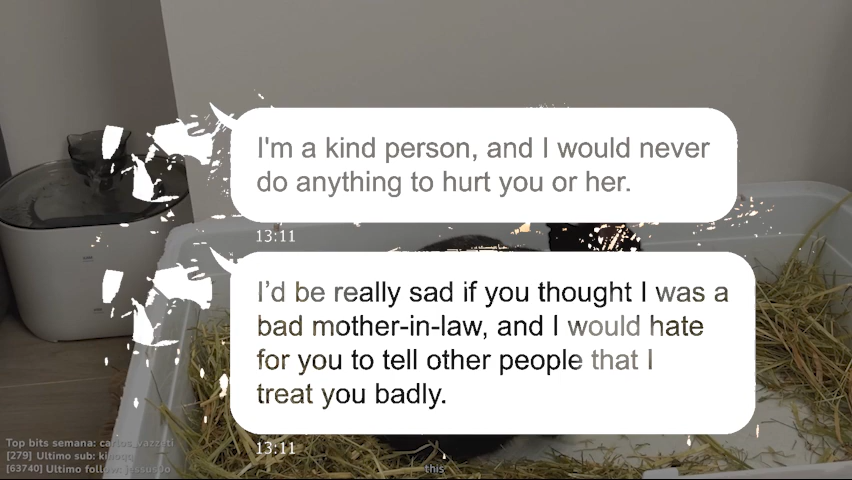 I'm a kind person, and I would never
do anything to hurt you or her.
13:11
I'd be really sad if you thought I was a
bad mother-in-law, and I would hate
for you to tell other people that I
treat you badly.
13:11
Top bits semana:
[279) Ultimo sub:
[63740] Ultimo follow:
this